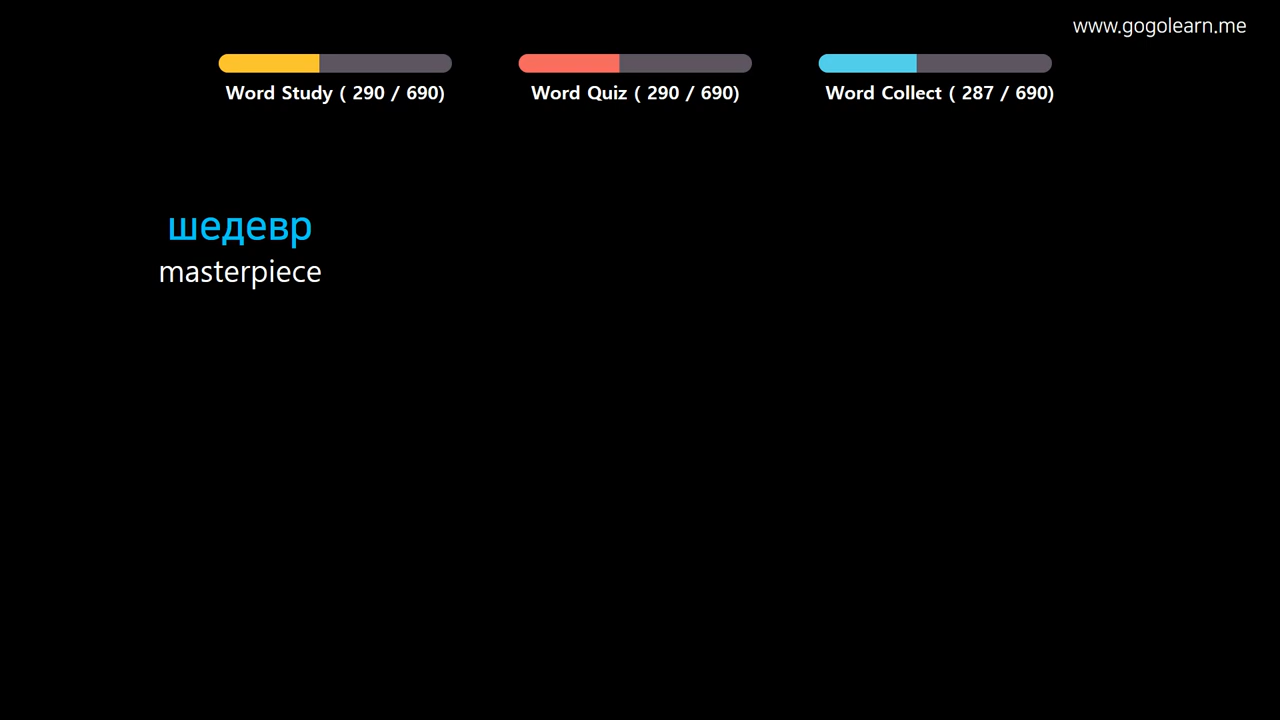 www.gogolearn.me
Word Study ( 290 / 690)
Word Quiz ( 290 / 690)
Word Collect ( 287 / 690)
шедевр
masterpiece